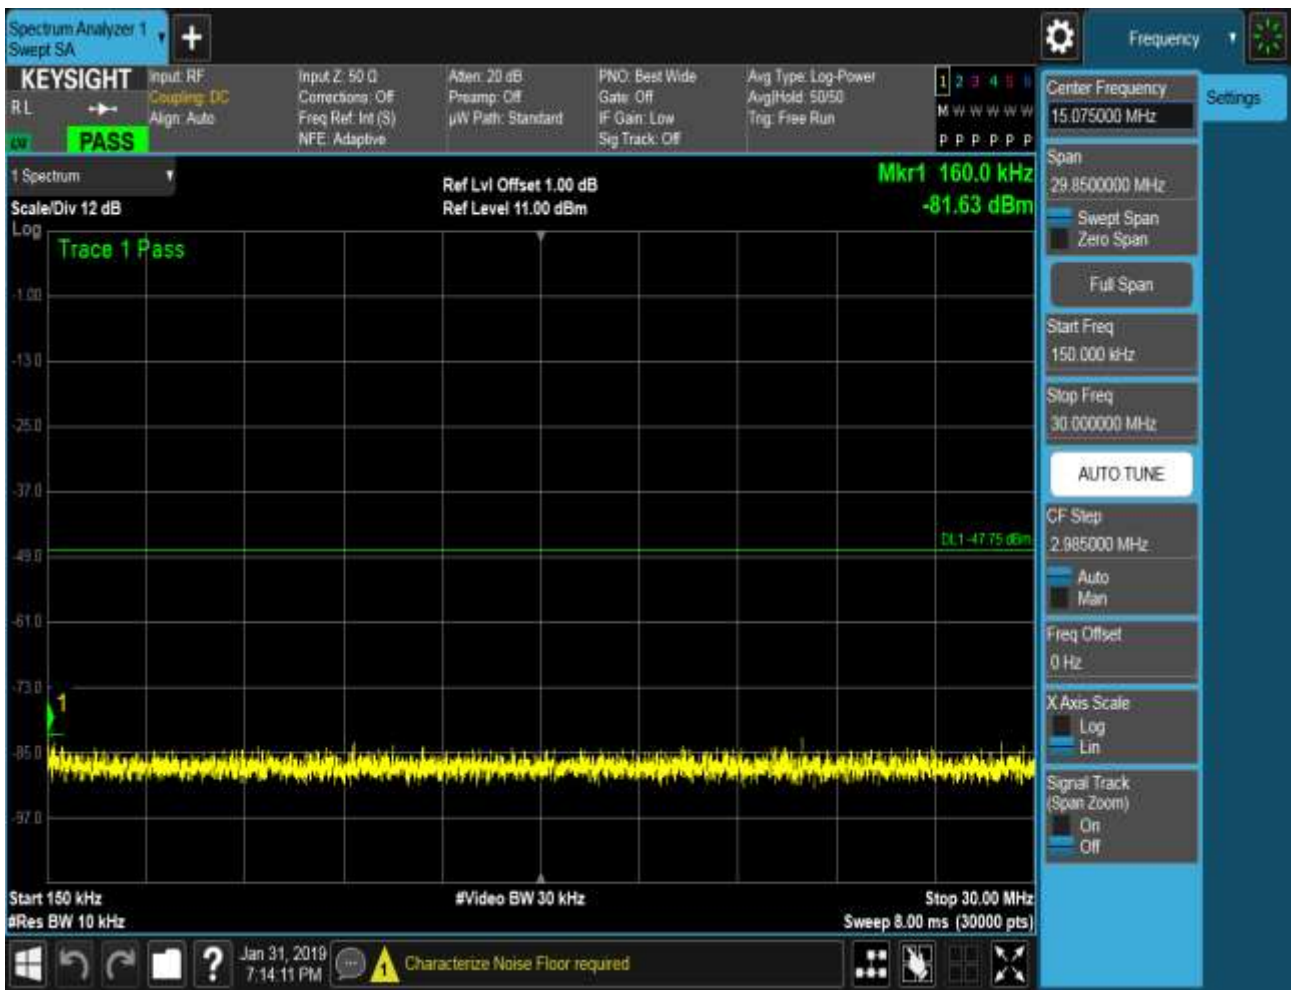 Spectrum Analyzer 1
Swept SA
Frequency
KEYSIGHT
R L
PASS
Input: RF
Coupling: DC
Align: Auto
Input Z: 50 Ω
Corrections: Off
Freq Ref: Int (S)
NFE: Adaptive
Atten: 20 dB
Preamp: Off
µW Path: Standard
PNO: Best Wide
Gate: Off
IF Gain: Low
Sig Track: Off
Avg Type: Log-Power
Avg|Hold: 50/50
Trig: Free Run
1 2 3 4 5 6
M W W W W W
P P P P P P
1 Spectrum
Scale/Div 12 dB
Log
Ref Lvl Offset 1.00 dB
Ref Level 11.00 dBm
Mkr1 160.0 kHz
-81.63 dBm
Trace 1 Pass
-1.00
-13.0
-25.0
-37.0
-49.0
-61.0
-73.0
-85.0
-97.0
DL1 -47.75 dBm
1
Start 150 kHz
#Res BW 10 kHz
#Video BW 30 kHz
Stop 30.00 MHz
Sweep 8.00 ms (30000 pts)
Center Frequency
15.075000 MHz
Settings
Span
29.8500000 MHz
Swept Span
Zero Span
Full Span
Start Freq
150.000 kHz
Stop Freq
30.000000 MHz
AUTO TUNE
CF Step
2.985000 MHz
Auto
Man
Freq Offset
0 Hz
X Axis Scale
Log
Lin
Signal Track
(Span Zoom)
On
Off
?
Jan 31, 2019
7:14:11 PM
1
Characterize Noise Floor required